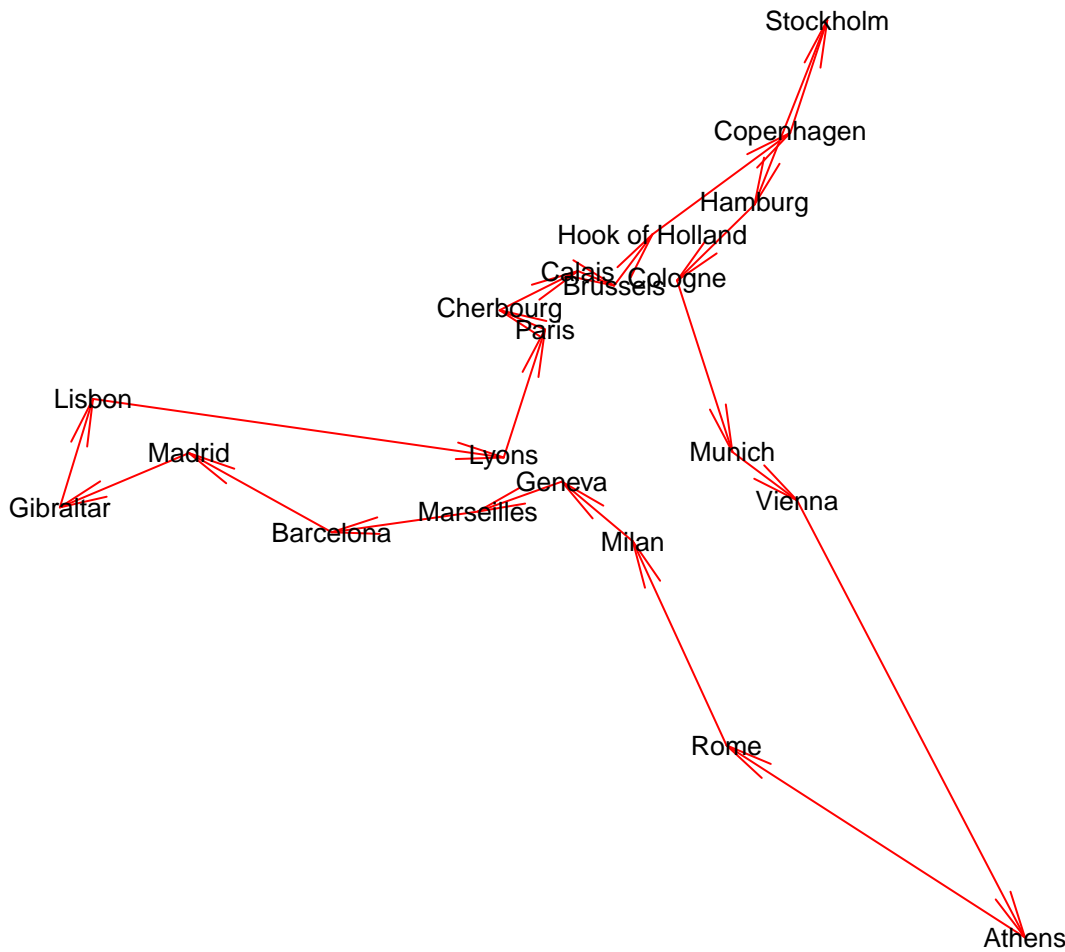 Stockholm
Copenhagen
Hamburg
Hook of Holland
Calais
Cologne
Brussels
Cherbourg
Paris
Lisbon
Madrid
Lyons
Munich
Geneva
Vienna
Gibraltar
Marseilles
Barcelona
Milan
Rome
Athens